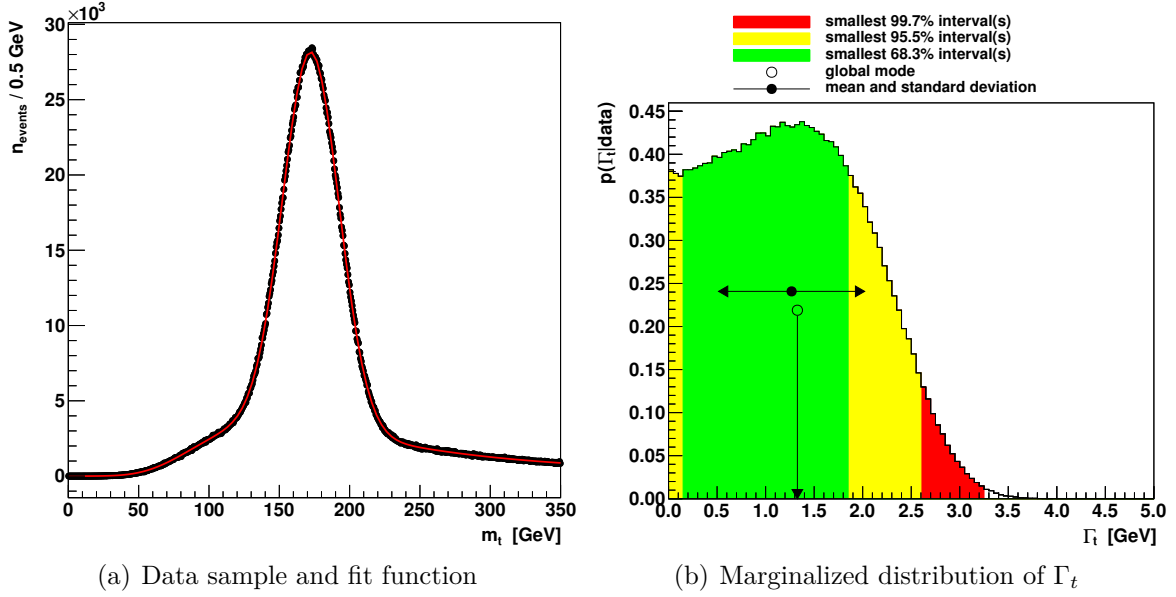 ×10³
30
25
20
15
10
5
0
n_events / 0.5 GeV
0 50 100 150 200 250 300 350
m_t [GeV]
(a) Data sample and fit function
smallest 99.7% interval(s)
smallest 95.5% interval(s)
smallest 68.3% interval(s)
global mode
mean and standard deviation
p(Γ_t|data)
0.45
0.40
0.35
0.30
0.25
0.20
0.15
0.10
0.05
0.00
0.0 0.5 1.0 1.5 2.0 2.5 3.0 3.5 4.0 4.5 5.0
Γ_t [GeV]
(b) Marginalized distribution of Γ_t